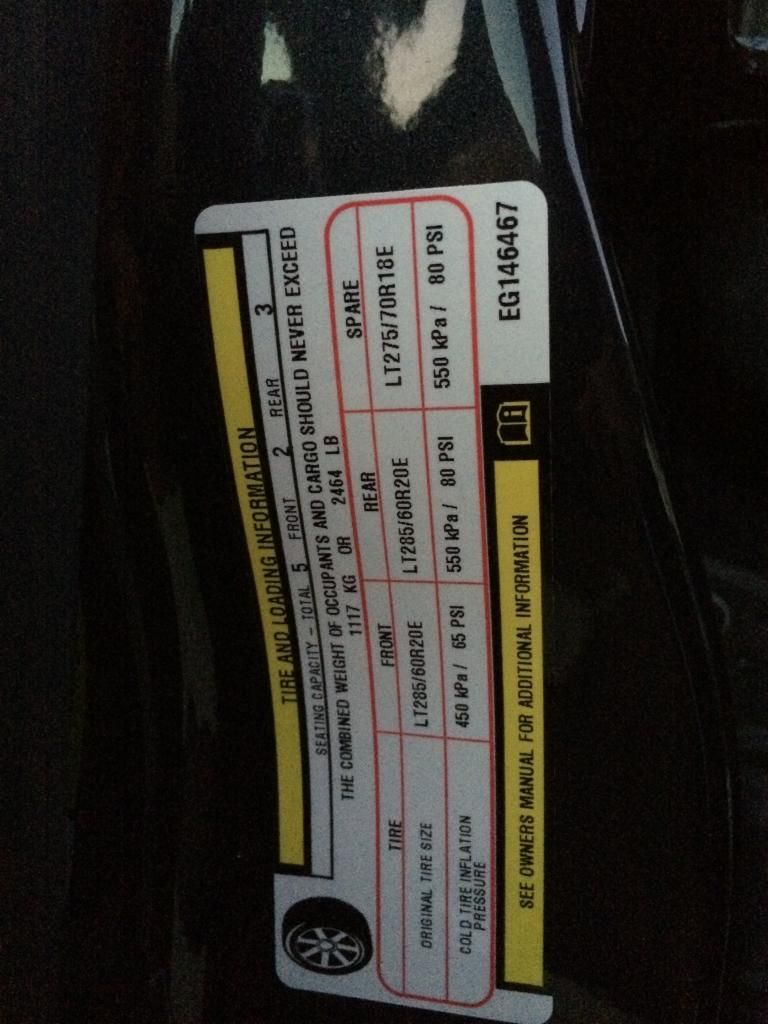 TIRE AND LOADING INFORMATION
SEATING CAPACITY – TOTAL 5 FRONT 2 REAR 3
THE COMBINED WEIGHT OF OCCUPANTS AND CARGO SHOULD NEVER EXCEED
1117 KG OR 2464 LB
TIRE FRONT REAR SPARE
ORIGINAL TIRE SIZE LT285/60R20E LT285/60R20E LT275/70R18E
COLD TIRE INFLATION PRESSURE 450 kPa / 65 PSI 550 kPa / 80 PSI 550 kPa / 80 PSI
SEE OWNERS MANUAL FOR ADDITIONAL INFORMATION
EG146467